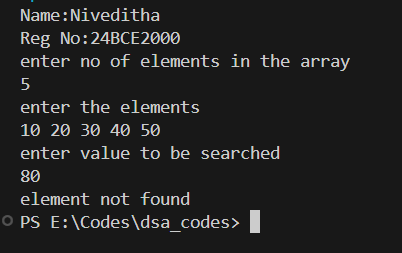 Name:Niveditha
Reg No:24BCE2000
enter no of elements in the array
5
enter the elements
10 20 30 40 50
enter value to be searched
80
element not found
PS E:\Codes\dsa_codes>